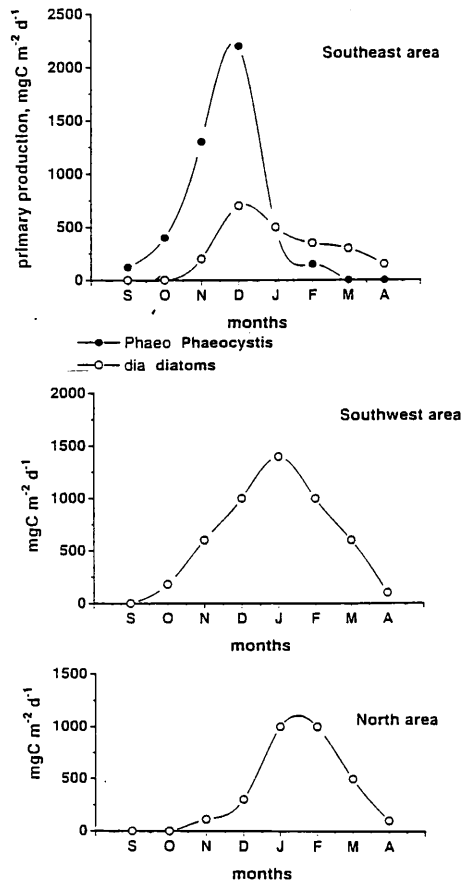 2500
2000
1500
1000
500
0
primary production, mgC m⁻² d⁻¹
Southeast area
S O N D J F M A
months
Phaeo Phaeocystis
dia diatoms
2000
1500
1000
500
0
mgC m⁻² d⁻¹
Southwest area
S O N D J F M A
months
1500
1000
500
0
mgC m⁻² d⁻¹
North area
S O N D J F M A
months